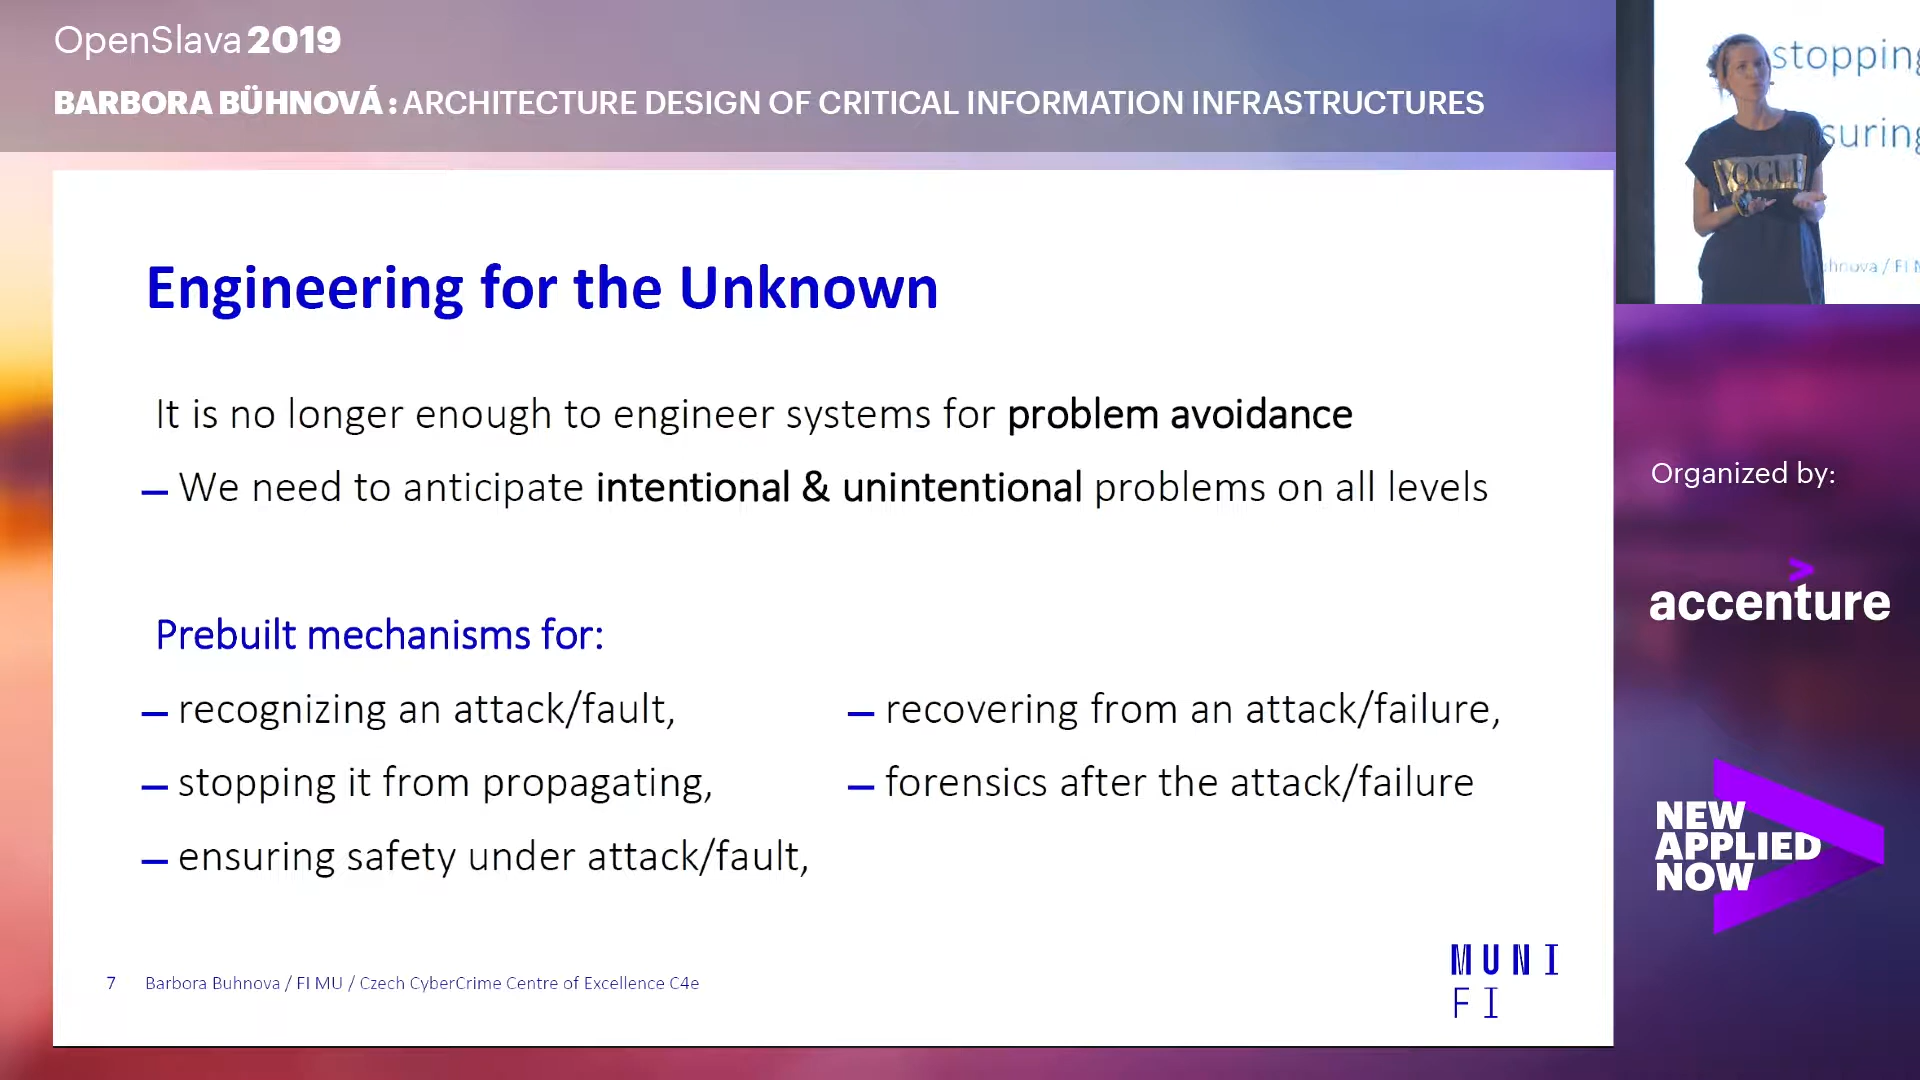 OpenSlava 2019
BARBORA BÜHNOVÁ : ARCHITECTURE DESIGN OF CRITICAL INFORMATION INFRASTRUCTURES
stopping
suring
VOGUE
Engineering for the Unknown
It is no longer enough to engineer systems for problem avoidance
– We need to anticipate intentional & unintentional problems on all levels
Prebuilt mechanisms for:
– recognizing an attack/fault,
– stopping it from propagating,
– ensuring safety under attack/fault,
– recovering from an attack/failure,
– forensics after the attack/failure
7 Barbora Buhnova / FI MU / Czech CyberCrime Centre of Excellence C4e
MUNI
FI
Organized by:
accenture
NEW
APPLIED
NOW